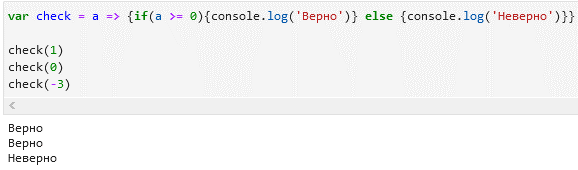 var check = a => {if(a >= 0){console.log('Верно')} else {console.log('Неверно')}}
check(1)
check(0)
check(-3)
Верно
Верно
Неверно